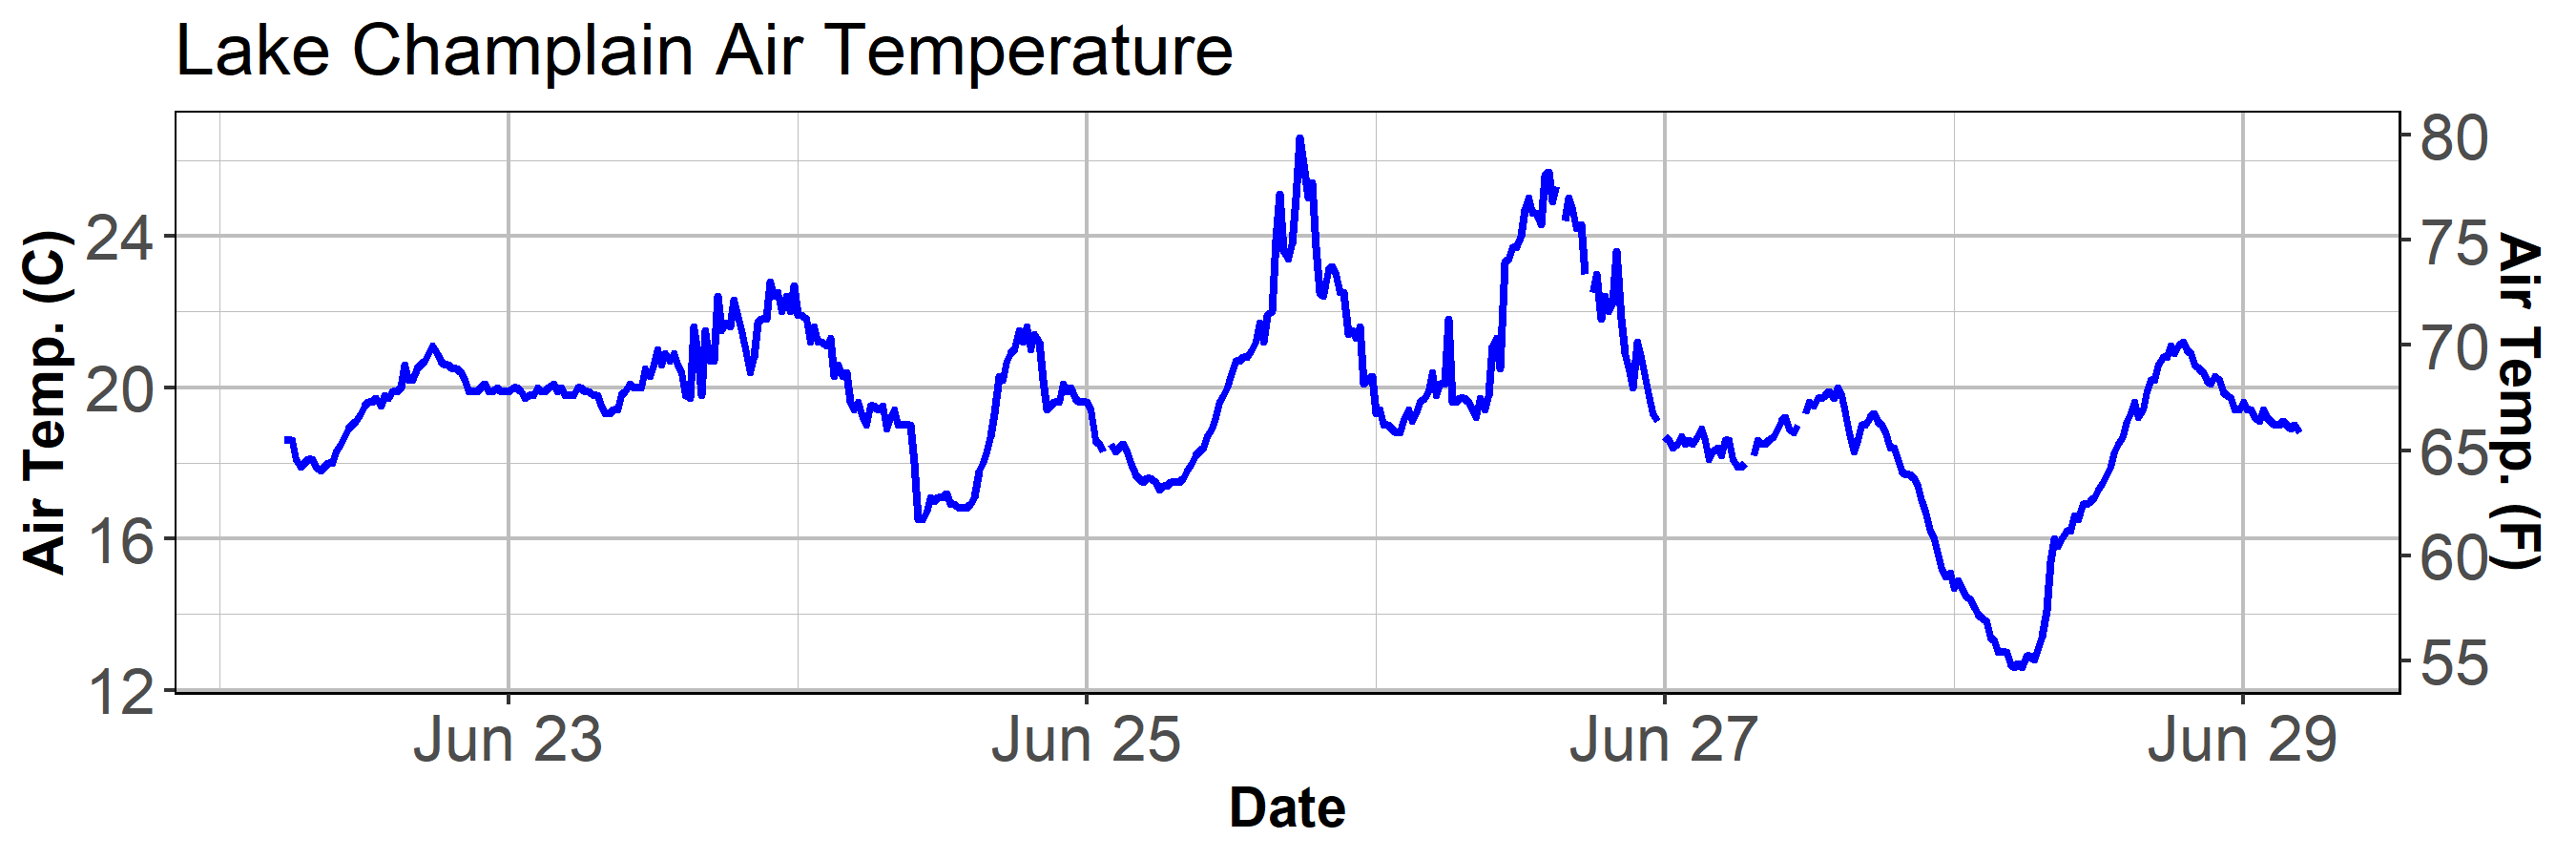 Lake Champlain Air Temperature
Air Temp. (C)
24
20
16
12
80
75
70
65
60
55
Air Temp. (F)
Jun 23
Jun 25
Jun 27
Jun 29
Date